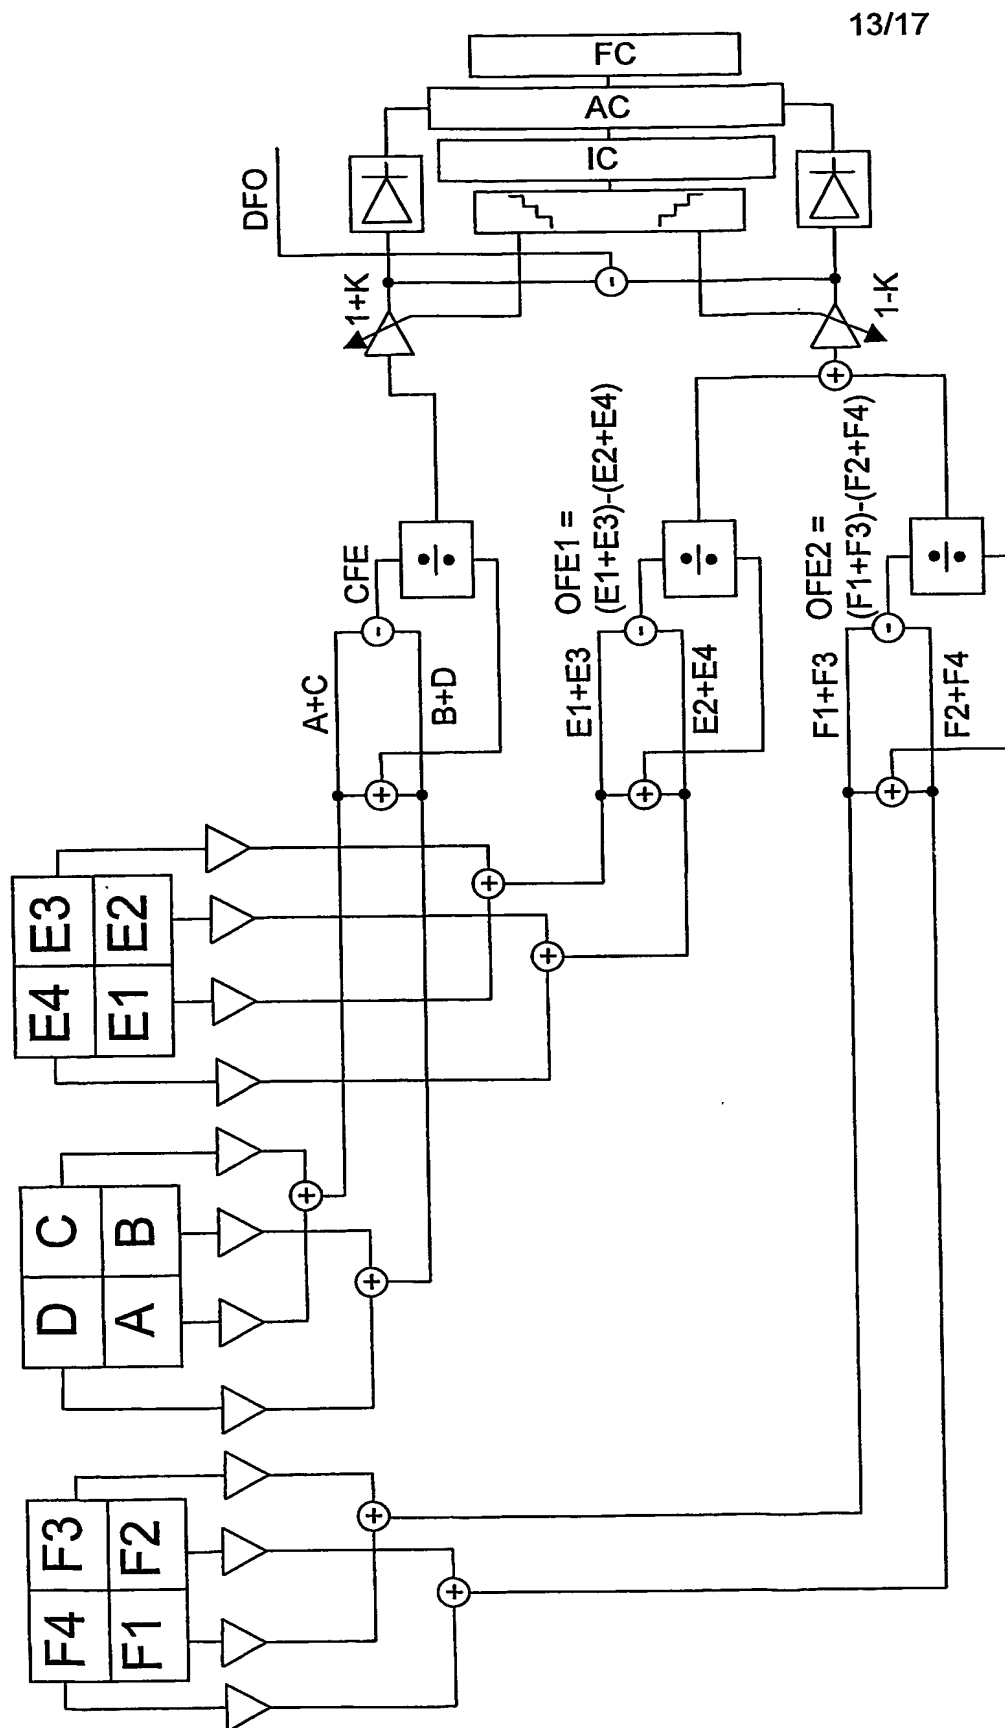 13/17
FC
AC
IC
DFO
1+K
1-K
CFE
A+C
B+D
OFE1 =
(E1+E3)-(E2+E4)
E1+E3
E2+E4
OFE2 =
(F1+F3)-(F2+F4)
F1+F3
F2+F4
+
+
+
+
+
+
+
+
+
+
-
-
-
-
E4 E3
E1 E2
D C
A B
F4 F3
F1 F2